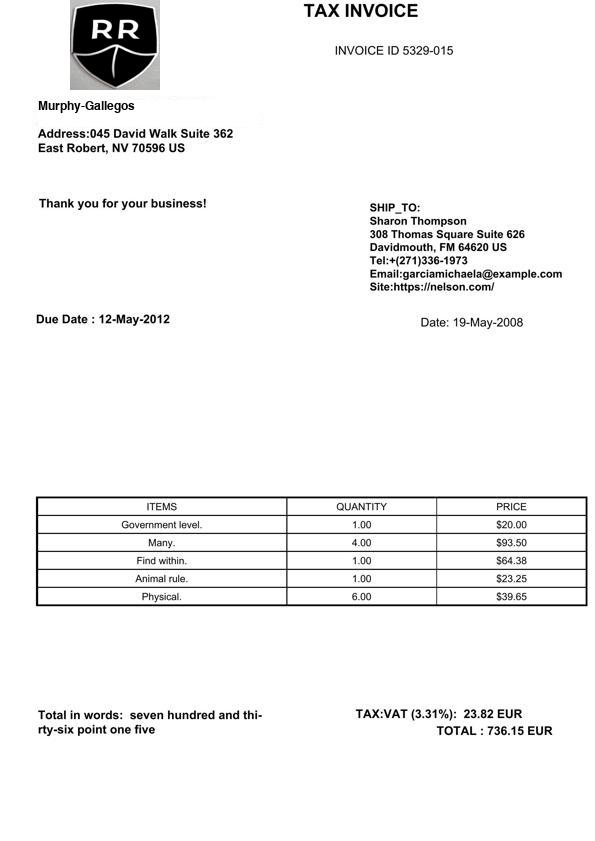 RR
TAX INVOICE
INVOICE ID 5329-015
Murphy-Gallegos
Address:045 David Walk Suite 362
East Robert, NV 70596 US
Thank you for your business!
SHIP_TO:
Sharon Thompson
308 Thomas Square Suite 626
Davidmouth, FM 64620 US
Tel:+(271)336-1973
Email:garciamichaela@example.com
Site:https://nelson.com/
Due Date : 12-May-2012
Date: 19-May-2008
ITEMS QUANTITY PRICE
Government level. 1.00 $20.00
Many. 4.00 $93.50
Find within. 1.00 $64.38
Animal rule. 1.00 $23.25
Physical. 6.00 $39.65
Total in words:  seven hundred and thi-
rty-six point one five
TAX:VAT (3.31%):  23.82 EUR
TOTAL : 736.15 EUR